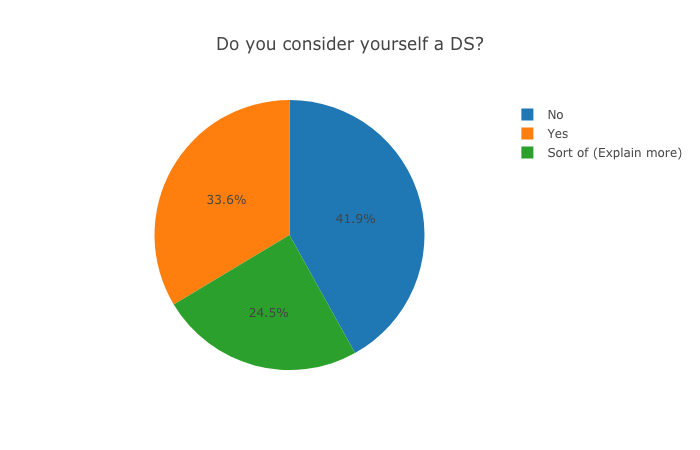 Do you consider yourself a DS?
No
Yes
Sort of (Explain more)
33.6%
41.9%
24.5%